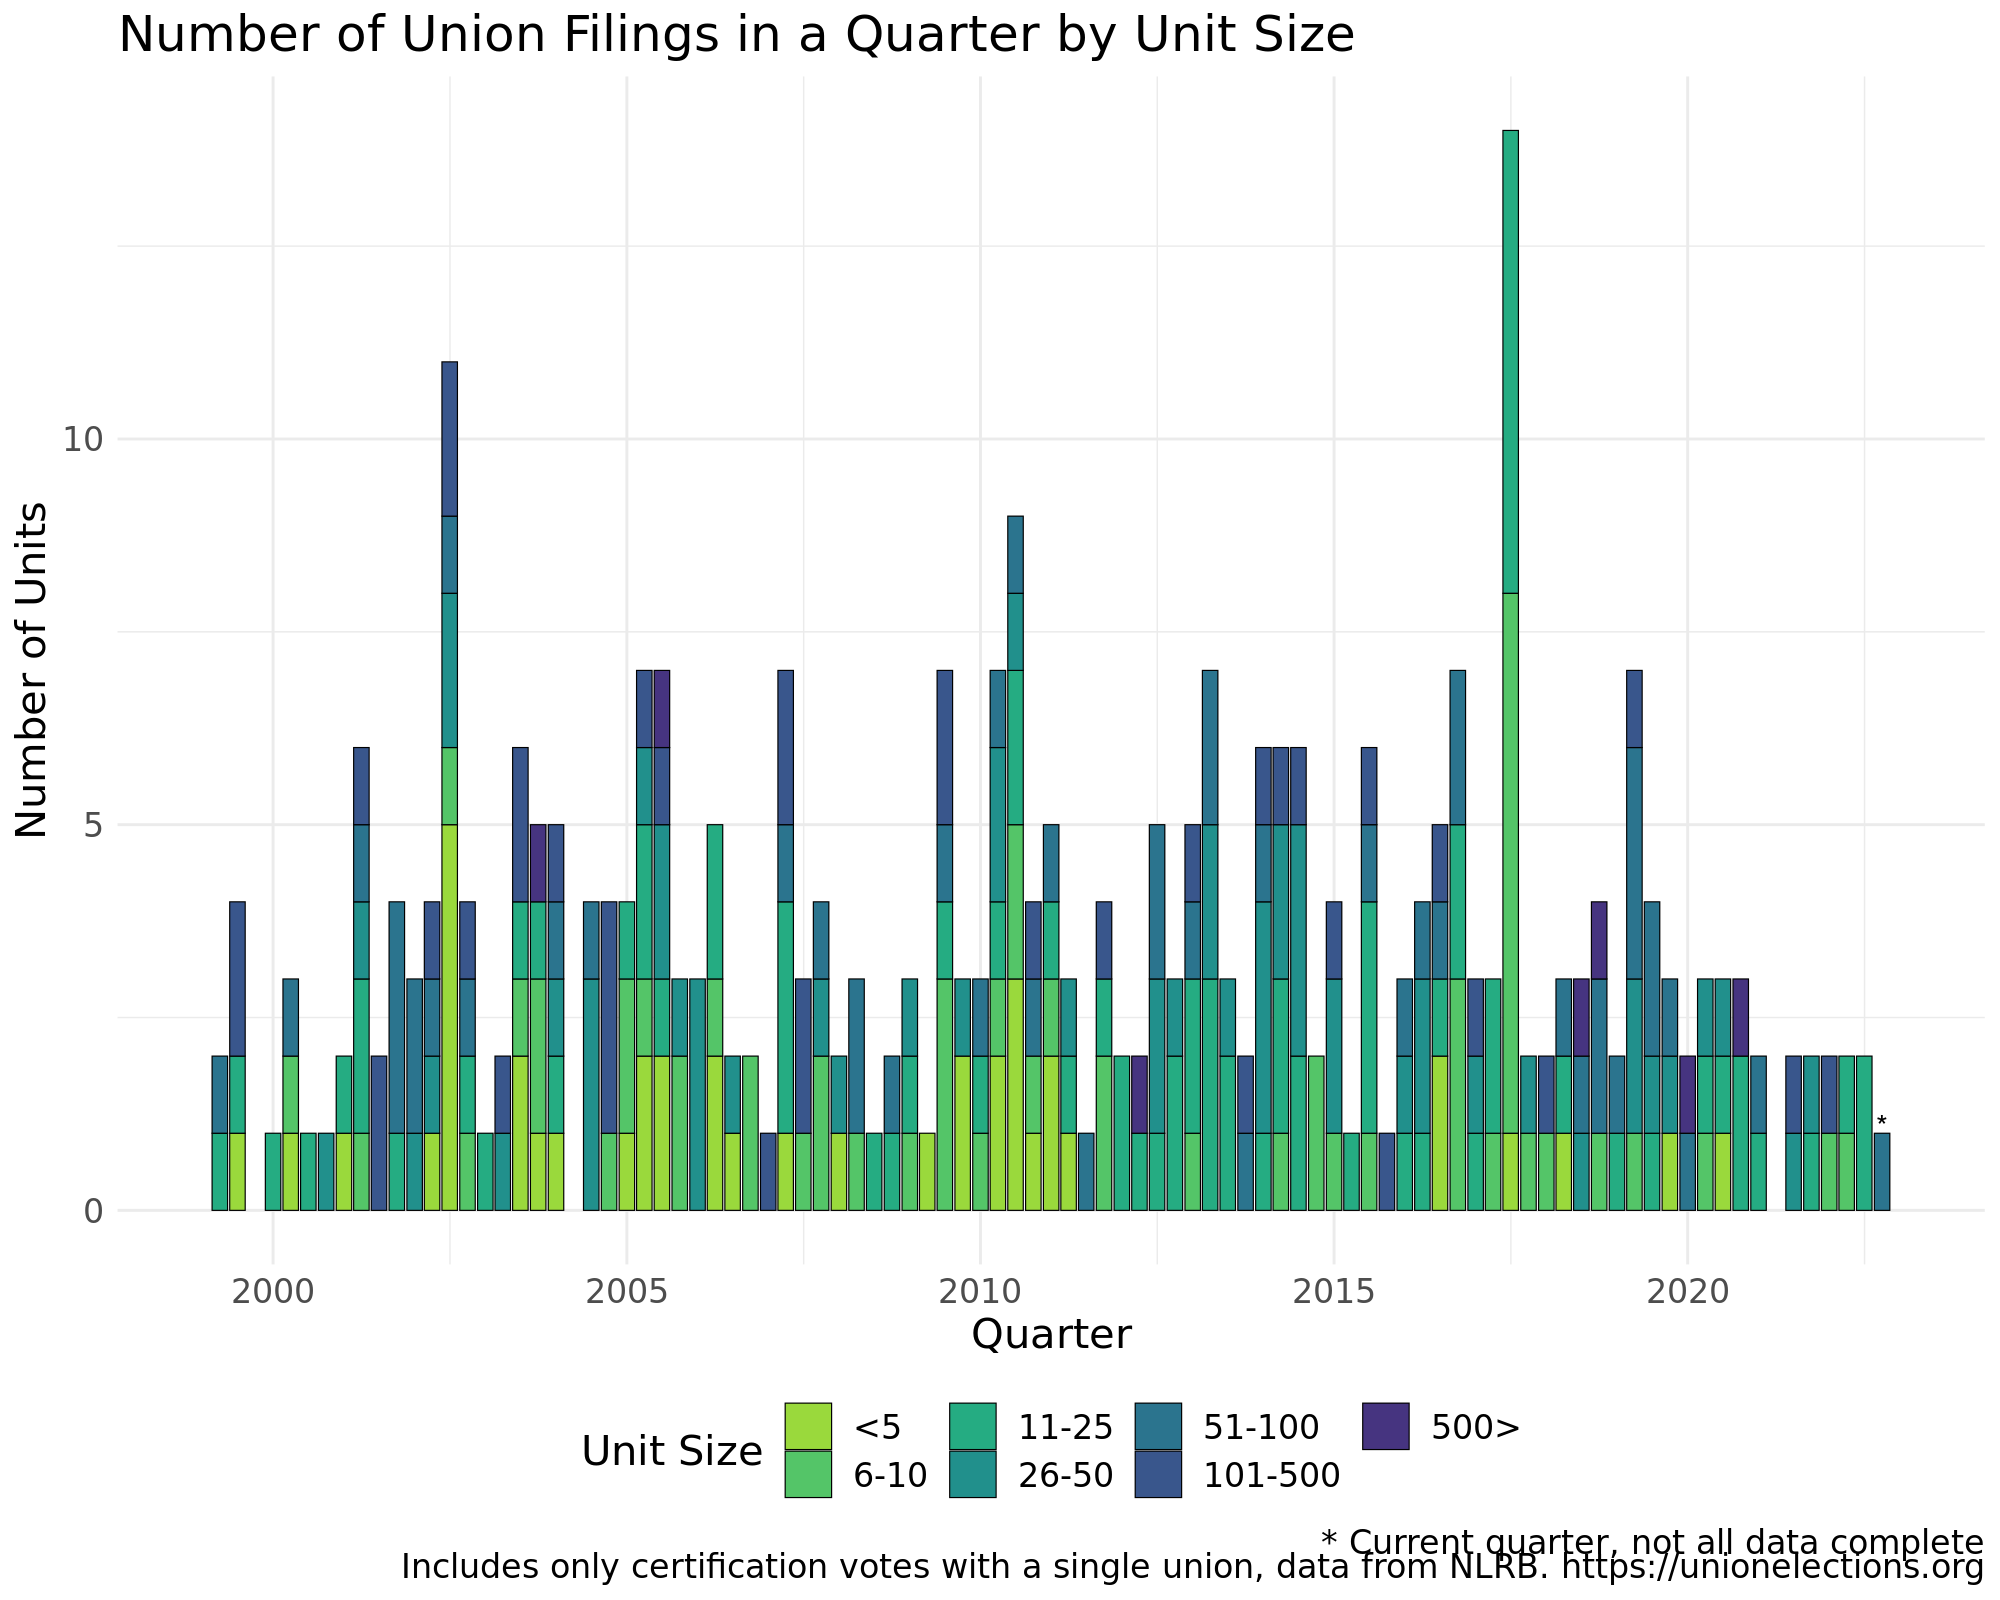 Number of Union Filings in a Quarter by Unit Size
Number of Units
10
5
0
*
2000 2005 2010 2015 2020
Quarter
Unit Size
<5 11-25 51-100 500>
6-10 26-50 101-500
* Current quarter, not all data complete
Includes only certification votes with a single union, data from NLRB. https://unionelections.org